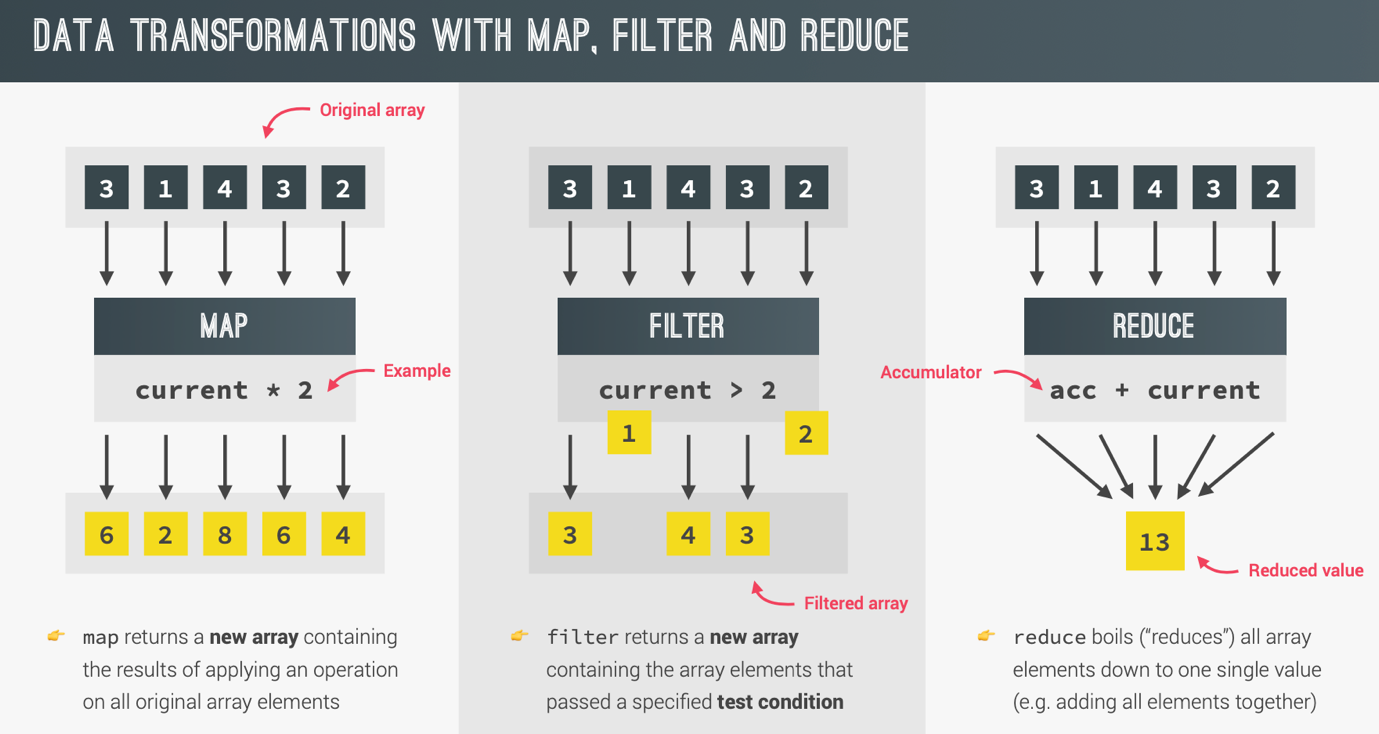 DATA TRANSFORMATIONS WITH MAP, FILTER AND REDUCE
Original array
3 1 4 3 2
MAP
current * 2
Example
6 2 8 6 4
map returns a new array containing
the results of applying an operation
on all original array elements
3 1 4 3 2
FILTER
current > 2
1 2
3 4 3
Filtered array
filter returns a new array
containing the array elements that
passed a specified test condition
3 1 4 3 2
REDUCE
Accumulator
acc + current
13
Reduced value
reduce boils (“reduces”) all array
elements down to one single value
(e.g. adding all elements together)